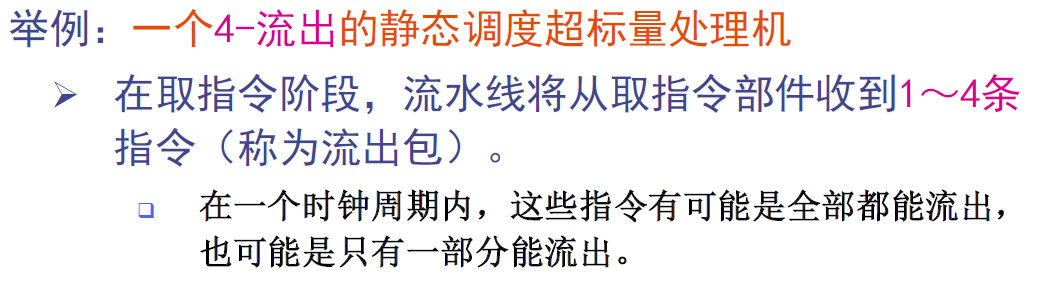 举例：一个4-流出的静态调度超标量处理机
➢ 在取指令阶段，流水线将从取指令部件收到1～4条
指令（称为流出包）。
❑ 在一个时钟周期内，这些指令有可能是全部都能流出，
也可能是只有一部分能流出。